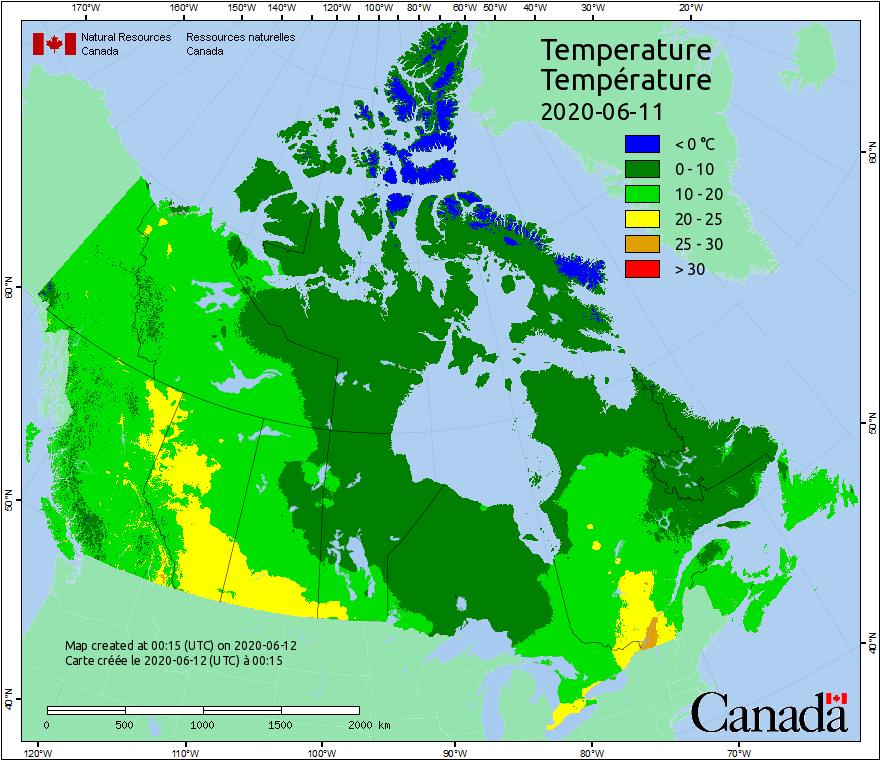 170°W 160°W 150°W 140°W 130°W 120°W 110°W 100°W 90°W 80°W 60°W 50°W 40°W 30°W 20°W
Natural Resources Ressources naturelles
Canada Canada
Temperature
Température
2020-06-11
< 0 °C
0 - 10
10 - 20
20 - 25
25 - 30
> 30
60°N
60°N
50°N
50°N
40°N
40°N
Map created at 00:15 (UTC) on 2020-06-12
Carte créée le 2020-06-12 (UTC) à 00:15
0 500 1000 1500 2000 km
Canada
120°W 110°W 100°W 90°W 80°W 70°W